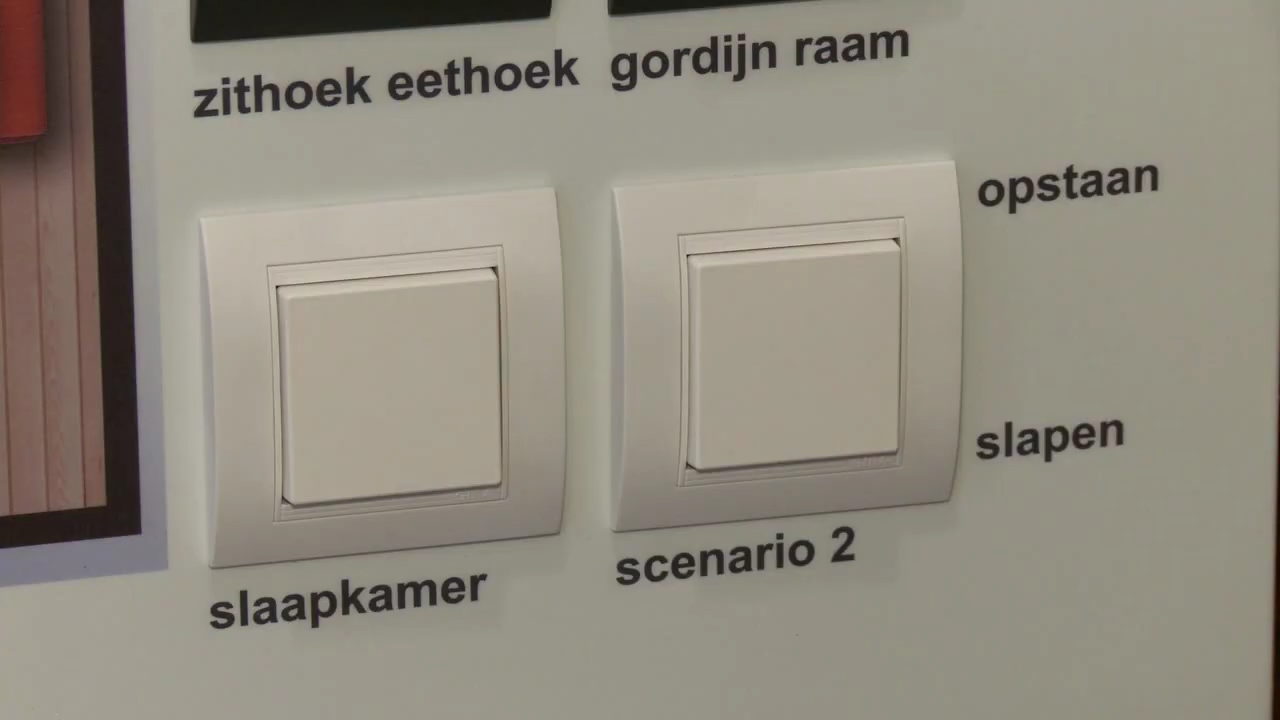 zithoek eethoek gordijn raam
opstaan
slapen
scenario 2
slaapkamer